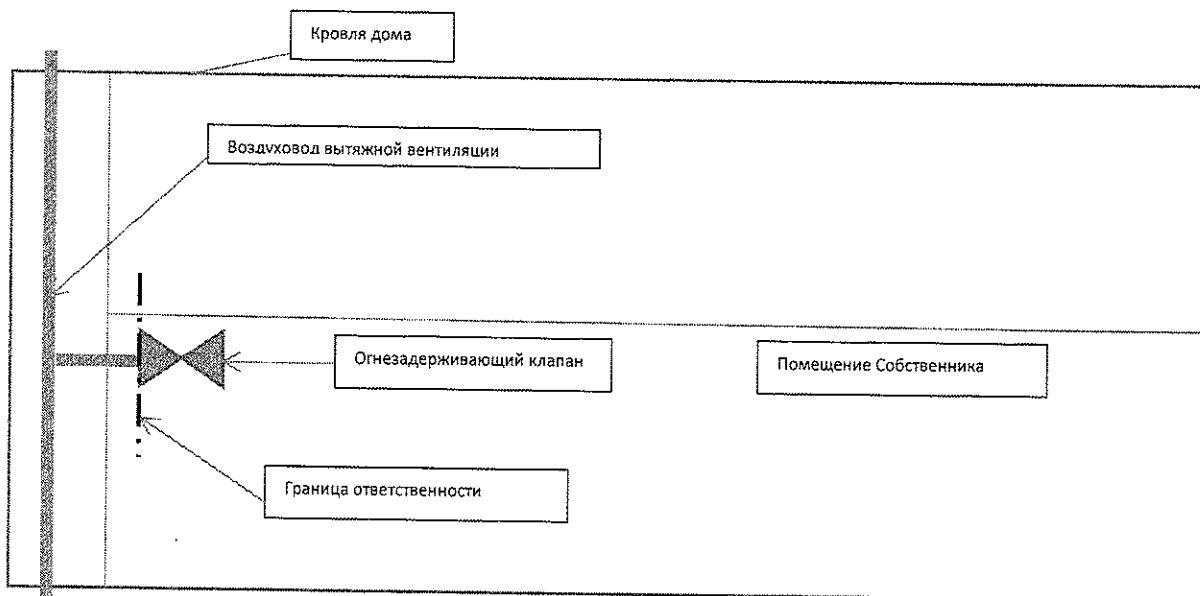 Кровля дома
Воздуховод вытяжной вентиляции
Огнезадерживающий клапан
Помещение Собственника
Граница ответственности